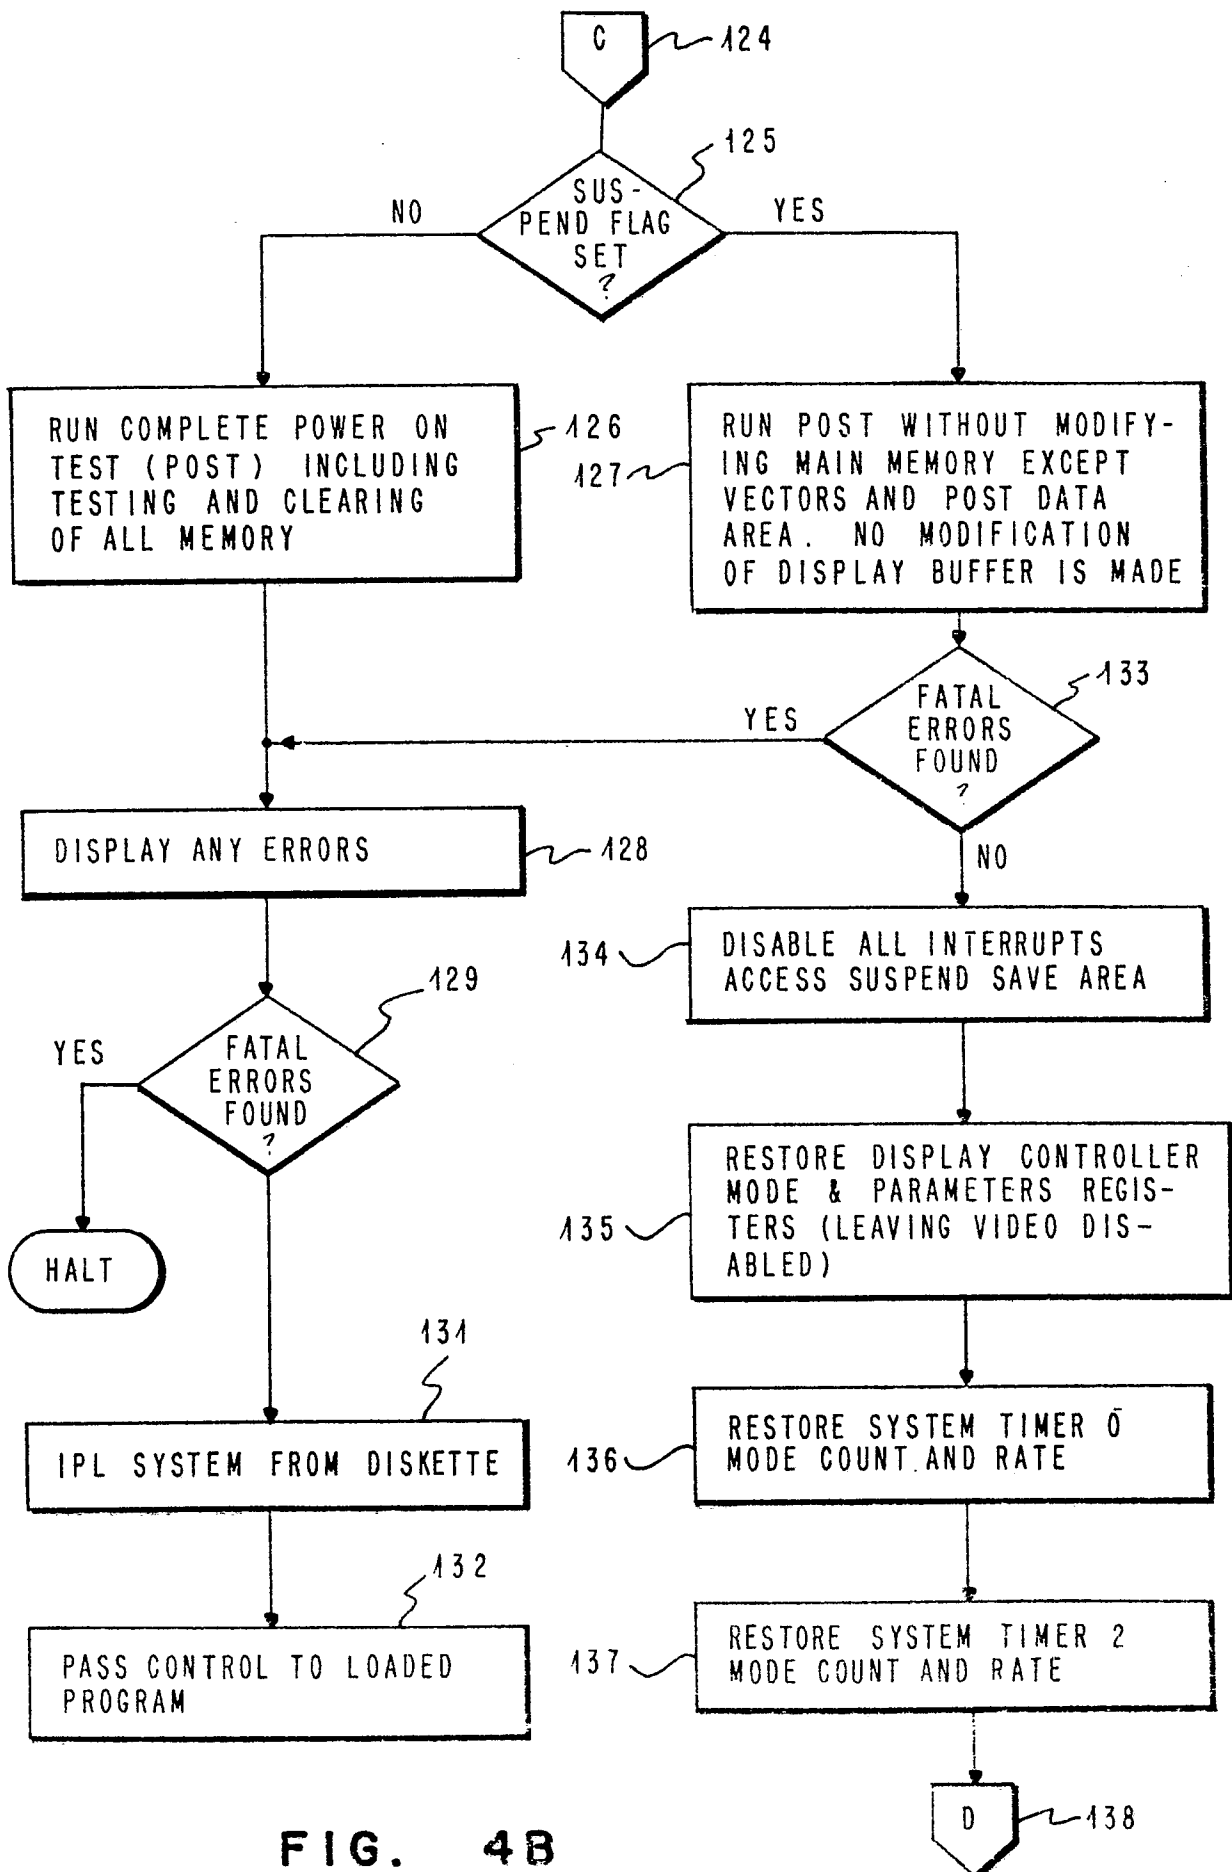 C
124
125
SUS-
PEND FLAG
SET
?
NO
YES
RUN COMPLETE POWER ON
TEST (POST) INCLUDING
TESTING AND CLEARING
OF ALL MEMORY
126
127
RUN POST WITHOUT MODIFY-
ING MAIN MEMORY EXCEPT
VECTORS AND POST DATA
AREA. NO MODIFICATION
OF DISPLAY BUFFER IS MADE
133
FATAL
ERRORS
FOUND
?
YES
NO
DISPLAY ANY ERRORS
128
129
FATAL
ERRORS
FOUND
?
YES
HALT
134
DISABLE ALL INTERRUPTS
ACCESS SUSPEND SAVE AREA
135
RESTORE DISPLAY CONTROLLER
MODE & PARAMETERS REGIS-
TERS (LEAVING VIDEO DIS-
ABLED)
131
IPL SYSTEM FROM DISKETTE
136
RESTORE SYSTEM TIMER 0
MODE COUNT AND RATE
132
PASS CONTROL TO LOADED
PROGRAM
137
RESTORE SYSTEM TIMER 2
MODE COUNT AND RATE
D
138
FIG. 4B